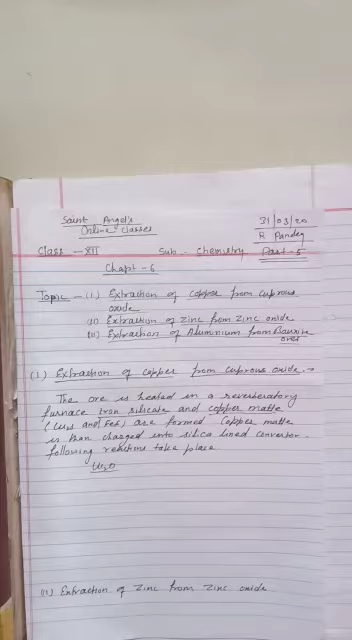 Saint Angel's
Online classes
31/03/20
R Pandey
Class - XII
Sub - Chemistry
Part - 5
Chapt - 6
Topic - (i) Extraction of copper from cuprous
oxide
(ii) Extraction of zinc from zinc oxide
(iii) Extraction of Aluminium from Bauxite
ores
(i) Extraction of copper from cuprous oxide :-
The ore is heated in a reverberatory
furnace iron silicate and copper matte
(Cu2S and FeS) are formed Copper matte
is than charged into silica lined convertor.
following reactions take place
Cu2O
(ii) Extraction of Zinc from Zinc oxide